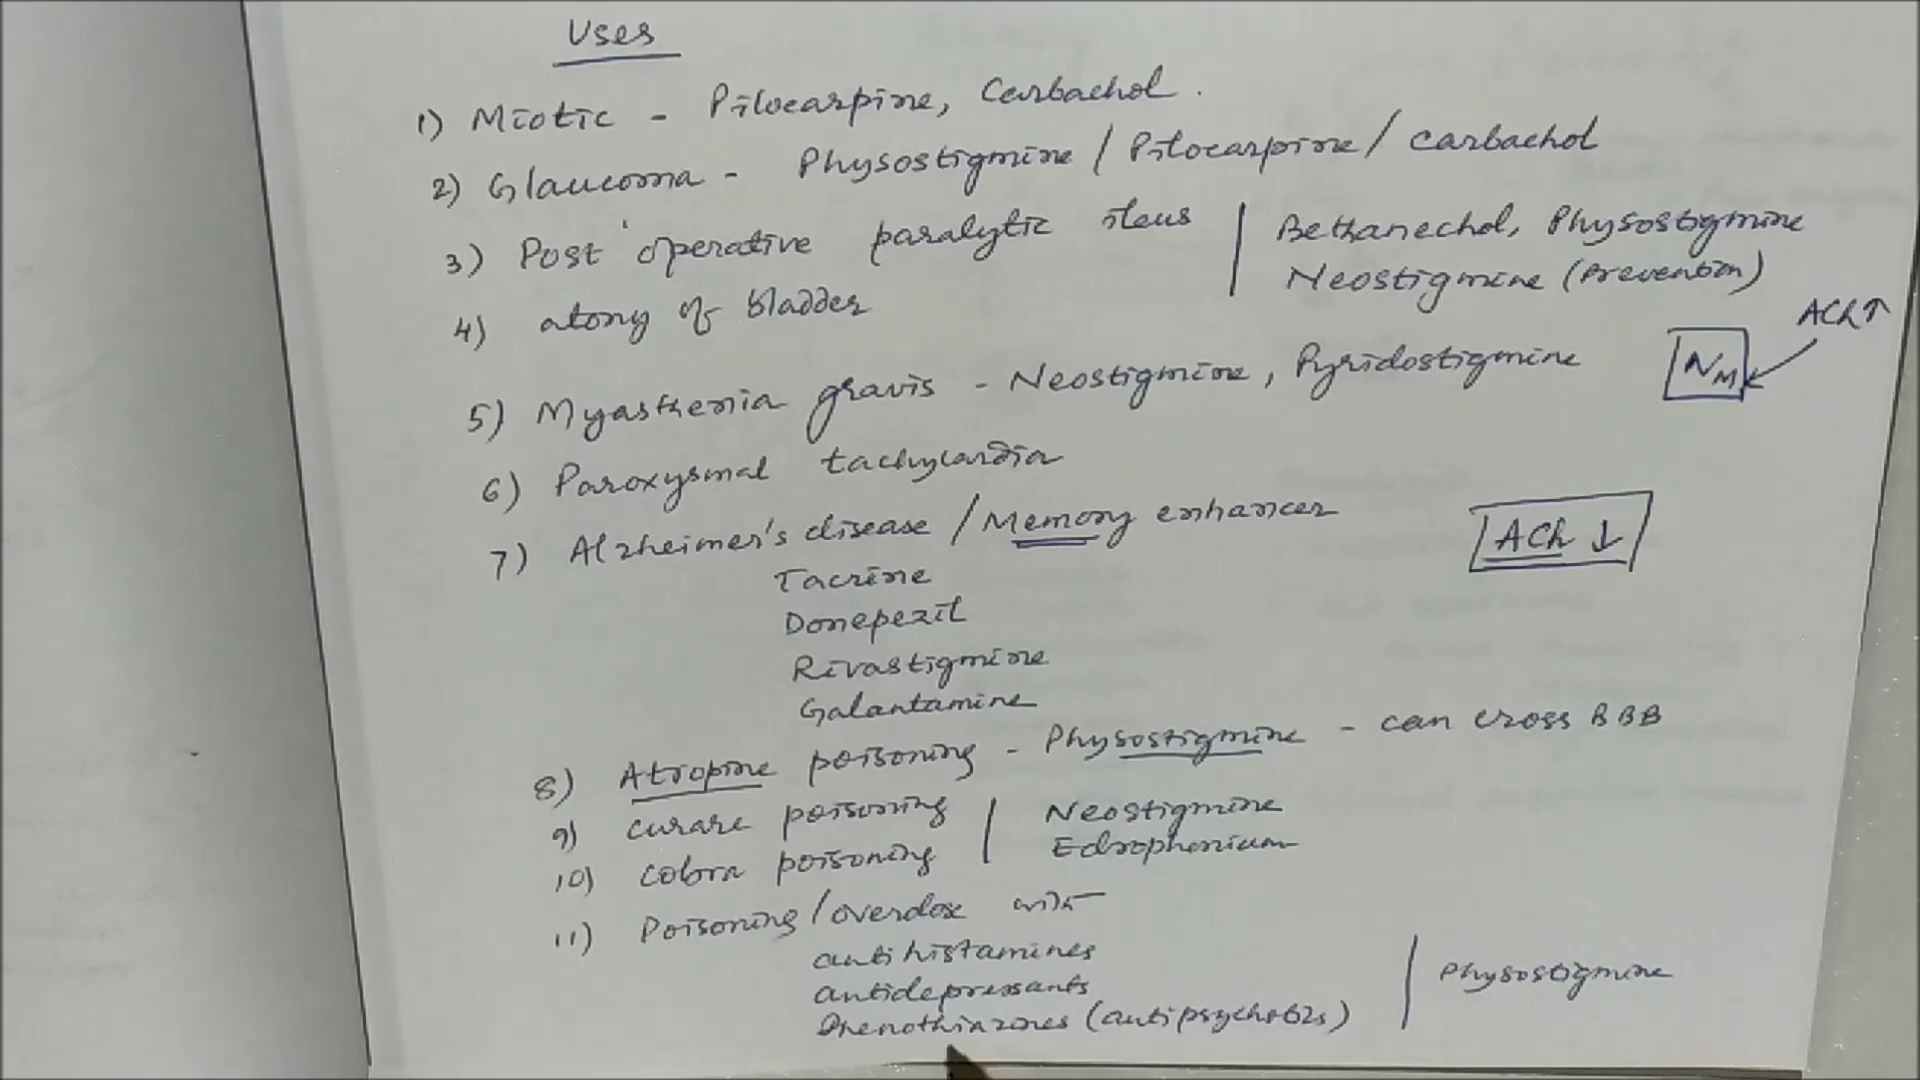 Uses
1) Miotic - Pilocarpine, Carbachol.
2) Glaucoma - Physostigmine / Pilocarpine / Carbachol
3) Post operative paralytic ileus | Bethanechol, Physostigmine
4) atony of bladder | Neostigmine (Prevention)
ACh↑
5) Myasthenia gravis - Neostigmine, Pyridostigmine
NM
6) Paroxysmal tachycardia
7) Alzheimer's disease / Memory enhancer
ACh ↓
Tacrine
Donepezil
Rivastigmine
Galantamine
8) Atropine poisoning - Physostigmine - can cross BBB
9) Curare poisoning | Neostigmine
10) Cobra poisoning | Edrophonium
11) Poisoning / overdose with
antihistamines
antidepressants | Physostigmine
Phenothiazones (antipsychotics)